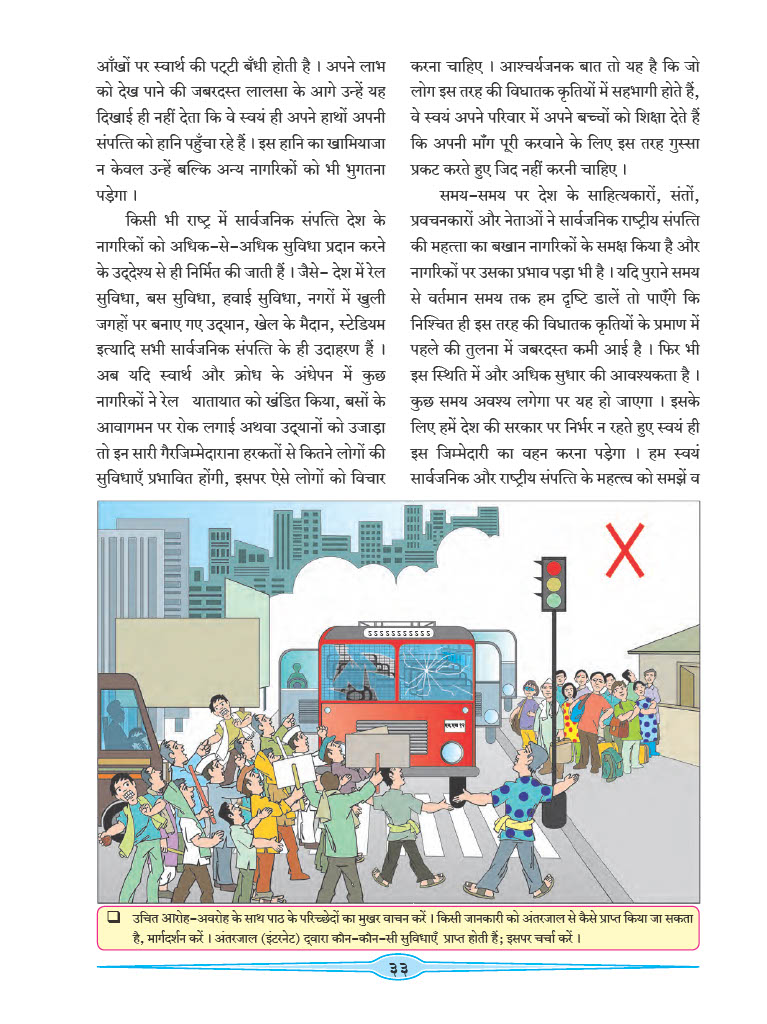 आँखों पर स्वार्थ की पट्टी बँधी होती है । अपने लाभ
को देख पाने की जबरदस्त लालसा के आगे उन्हें यह
दिखाई ही नहीं देता कि वे स्वयं ही अपने हाथों अपनी
संपत्ति को हानि पहुँचा रहे हैं । इस हानि का खामियाजा
न केवल उन्हें बल्कि अन्य नागरिकों को भी भुगतना
पड़ेगा ।
किसी भी राष्ट्र में सार्वजनिक संपत्ति देश के
नागरिकों को अधिक-से-अधिक सुविधा प्रदान करने
के उद्देश्य से ही निर्मित की जाती हैं । जैसे- देश में रेल
सुविधा, बस सुविधा, हवाई सुविधा, नगरों में खुली
जगहों पर बनाए गए उद्यान, खेल के मैदान, स्टेडियम
इत्यादि सभी सार्वजनिक संपत्ति के ही उदाहरण हैं ।
अब यदि स्वार्थ और क्रोध के अंधेपन में कुछ
नागरिकों ने रेल यातायात को खंडित किया, बसों के
आवागमन पर रोक लगाई अथवा उद्यानों को उजाड़ा
तो इन सारी गैरजिम्मेदाराना हरकतों से कितने लोगों की
सुविधाएँ प्रभावित होंगी, इसपर ऐसे लोगों को विचार
करना चाहिए । आश्चर्यजनक बात तो यह है कि जो
लोग इस तरह की विधातक कृतियों में सहभागी होते हैं,
वे स्वयं अपने परिवार में अपने बच्चों को शिक्षा देते हैं
कि अपनी माँग पूरी करवाने के लिए इस तरह गुस्सा
प्रकट करते हुए जिद नहीं करनी चाहिए ।
समय-समय पर देश के साहित्यकारों, संतों,
प्रवचनकारों और नेताओं ने सार्वजनिक राष्ट्रीय संपत्ति
की महत्ता का बखान नागरिकों के समक्ष किया है और
नागरिकों पर उसका प्रभाव पड़ा भी है । यदि पुराने समय
से वर्तमान समय तक हम दृष्टि डालें तो पाएँगे कि
निश्चित ही इस तरह की विधातक कृतियों के प्रमाण में
पहले की तुलना में जबरदस्त कमी आई है । फिर भी
इस स्थिति में और अधिक सुधार की आवश्यकता है ।
कुछ समय अवश्य लगेगा पर यह हो जाएगा । इसके
लिए हमें देश की सरकार पर निर्भर न रहते हुए स्वयं ही
इस जिम्मेदारी का वहन करना पड़ेगा । हम स्वयं
सार्वजनिक और राष्ट्रीय संपत्ति के महत्त्व को समझें व
उचित आरोह-अवरोह के साथ पाठ के परिच्छेदों का मुखर वाचन करें । किसी जानकारी को अंतरजाल से कैसे प्राप्त किया जा सकता
है, मार्गदर्शन करें । अंतरजाल (इंटरनेट) द्वारा कौन-कौन-सी सुविधाएँ प्राप्त होती हैं; इसपर चर्चा करें ।
३३